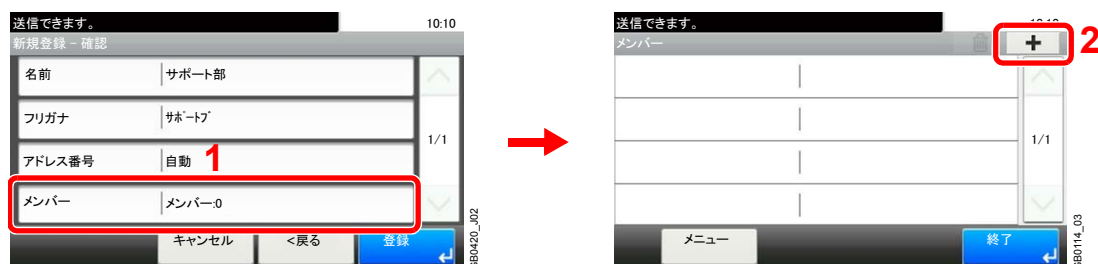 送信できます。
10:10
新規登録 - 確認
名前
サポート部
フリガナ
ｻﾎﾟｰﾄﾌﾞ
1/1
アドレス番号
自動
1
メンバー
メンバー:0
キャンセル
<戻る
登録
GB0420_J02
送信できます。
10:10
メンバー
+
2
1/1
メニュー
終了
GB0114_03